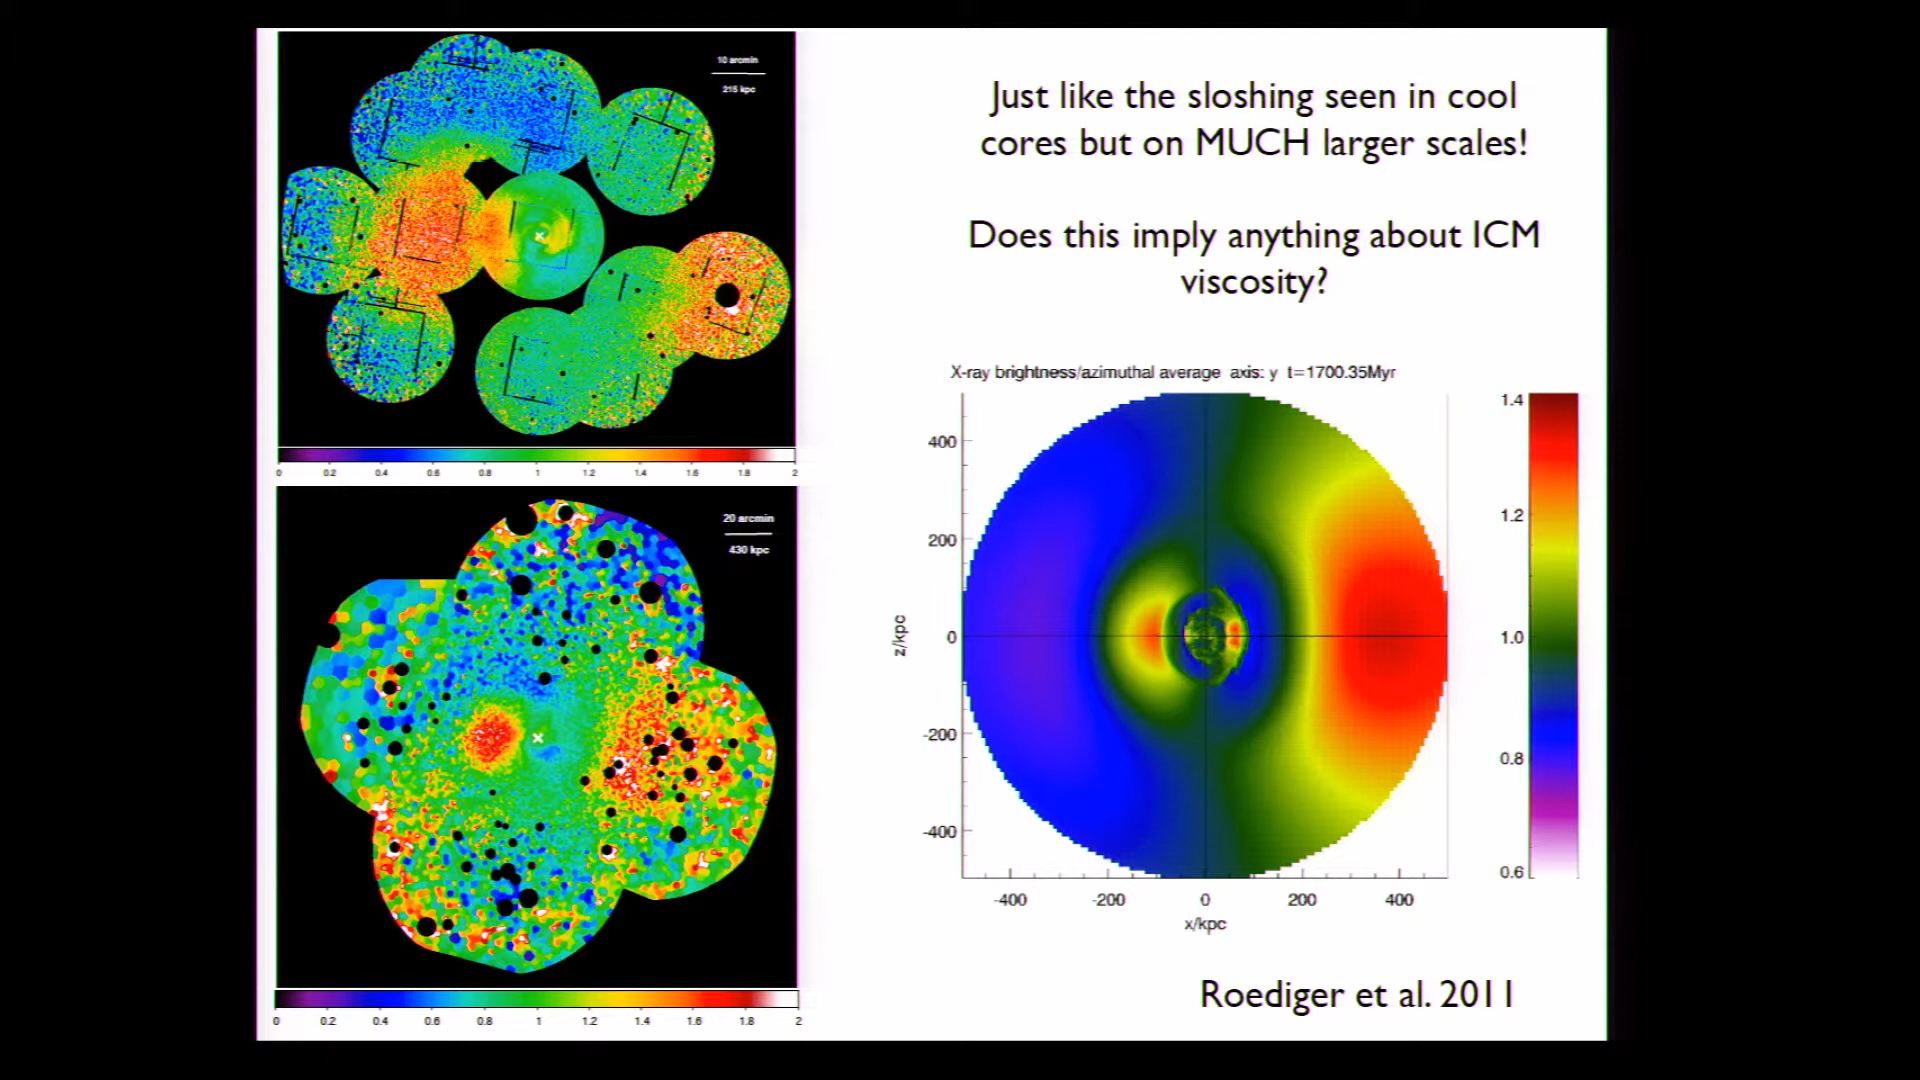 10 arcmin
215 kpc
0 0.2 0.4 0.6 0.8 1 1.2 1.4 1.6 1.8 2
20 arcmin
430 kpc
0 0.2 0.4 0.6 0.8 1 1.2 1.4 1.6 1.8 2
Just like the sloshing seen in cool
cores but on MUCH larger scales!
Does this imply anything about ICM
viscosity?
X-ray brightness/azimuthal average axis: y t=1700.35Myr
400
200
0
-200
-400
z/kpc
-400 -200 0 200 400
x/kpc
1.4
1.2
1.0
0.8
0.6
Roediger et al. 2011